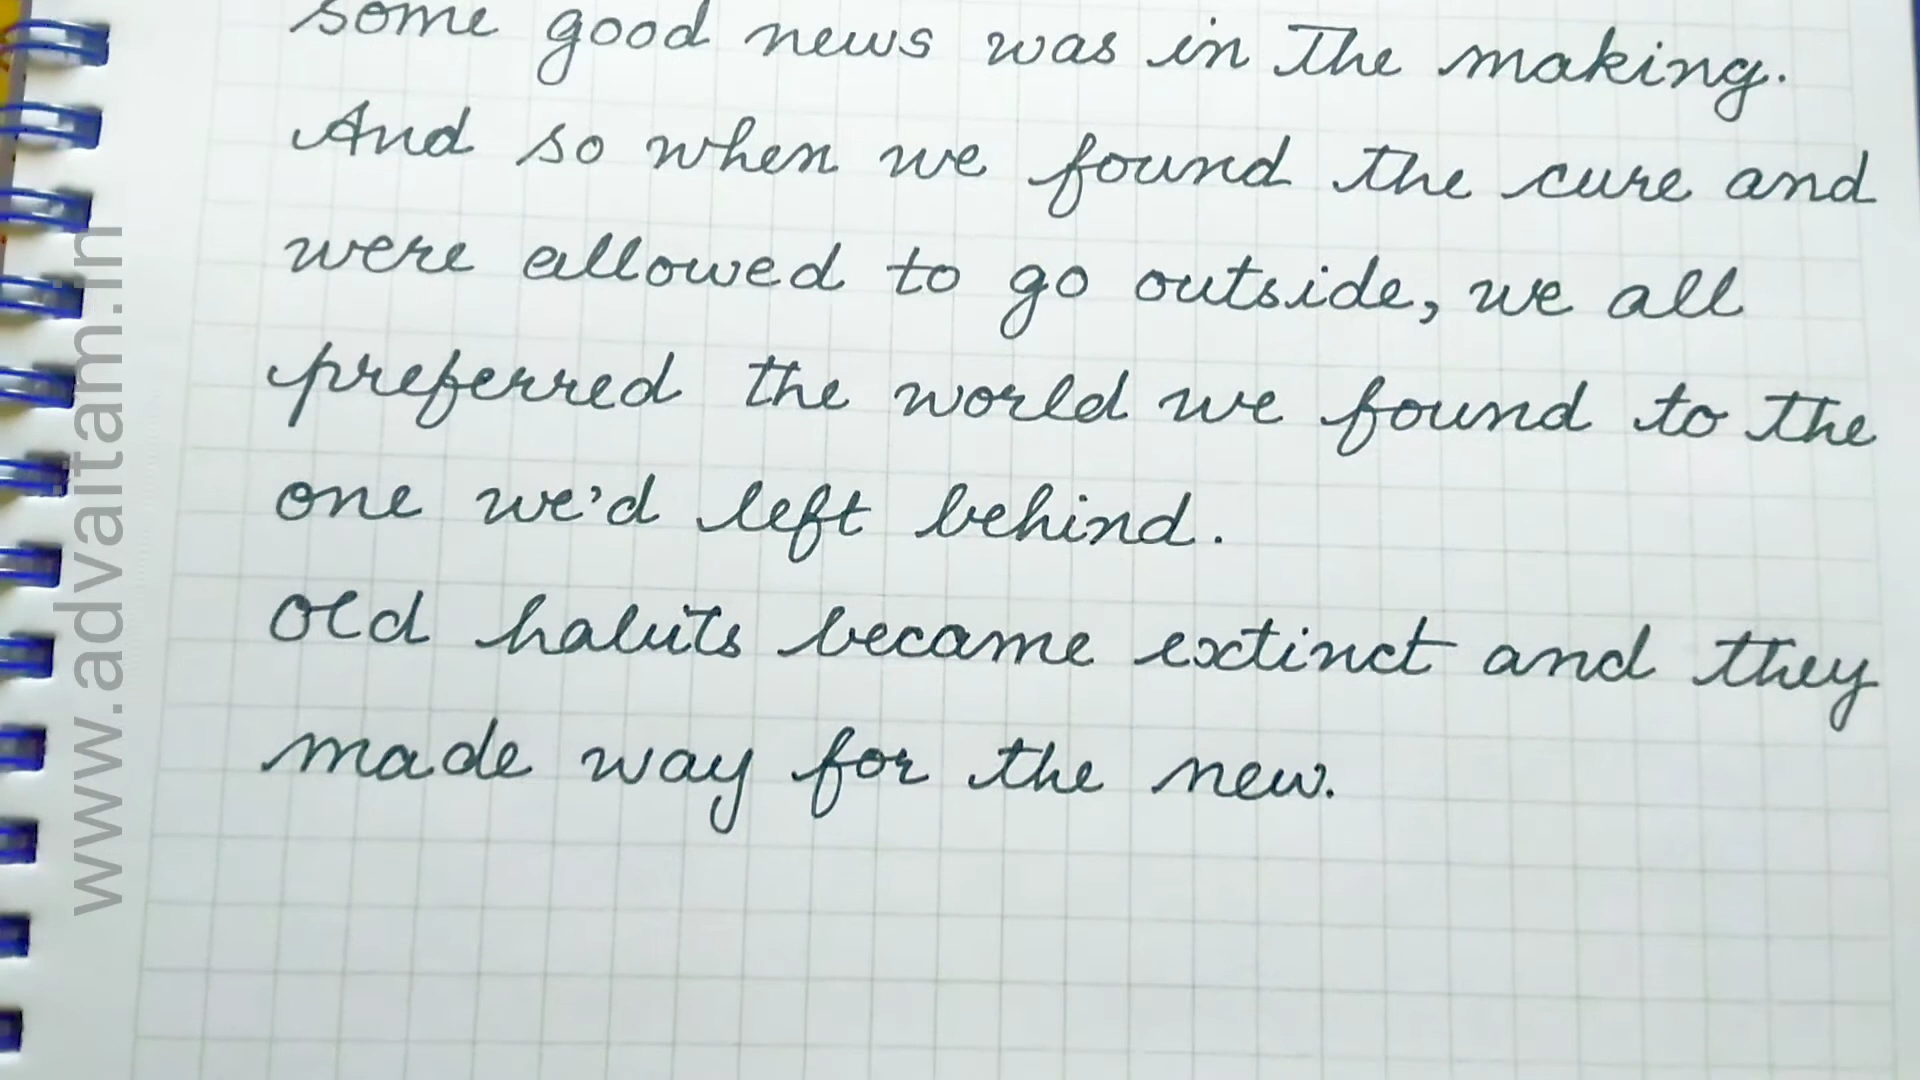 some good news was in the making.
And so when we found the cure and
were allowed to go outside, we all
preferred the world we found to the
one we'd left behind.
Old habits became extinct and they
made way for the new.
www.advaitam.in